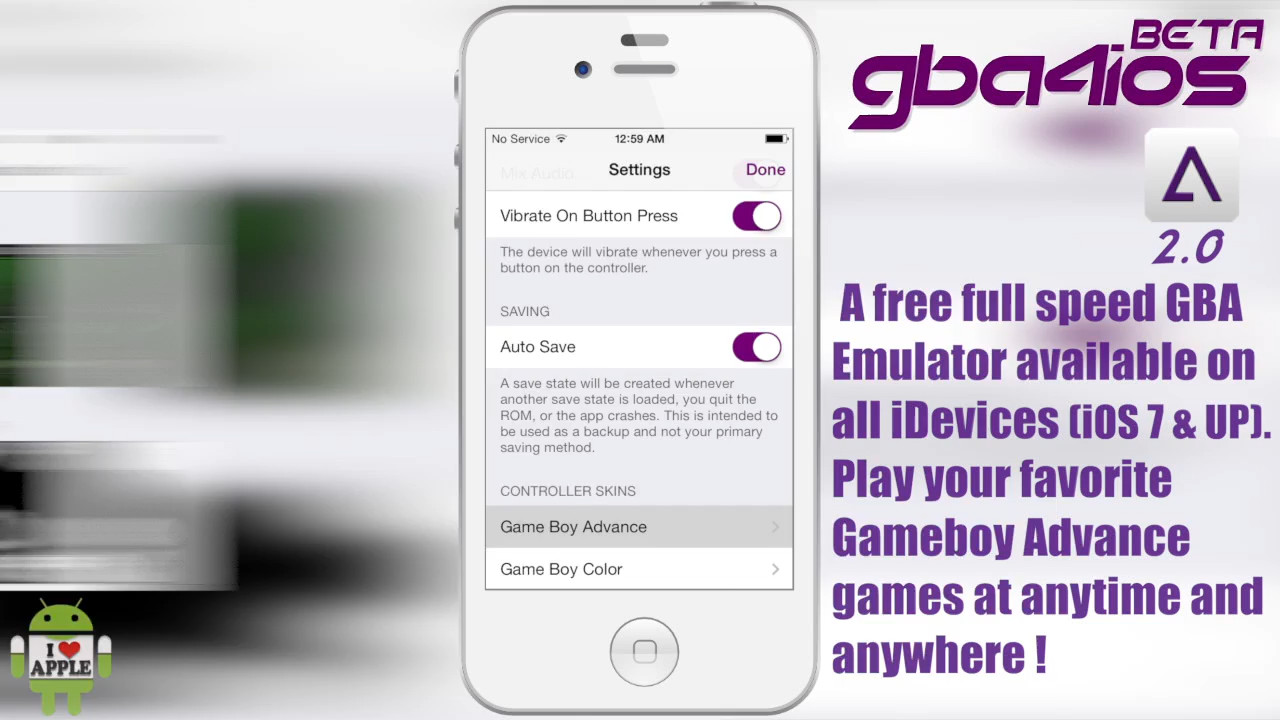 No Service
12:59 AM
Mix Audio
Settings
Done
Vibrate On Button Press
The device will vibrate whenever you press a
button on the controller.
SAVING
Auto Save
A save state will be created whenever
another save state is loaded, you quit the
ROM, or the app crashes. This is intended to
be used as a backup and not your primary
saving method.
CONTROLLER SKINS
Game Boy Advance
Game Boy Color
BETA
gba4ios
2.0
A free full speed GBA
Emulator available on
all iDevices (iOS 7 & UP).
Play your favorite
Gameboy Advance
games at anytime and
anywhere !
I
APPLE